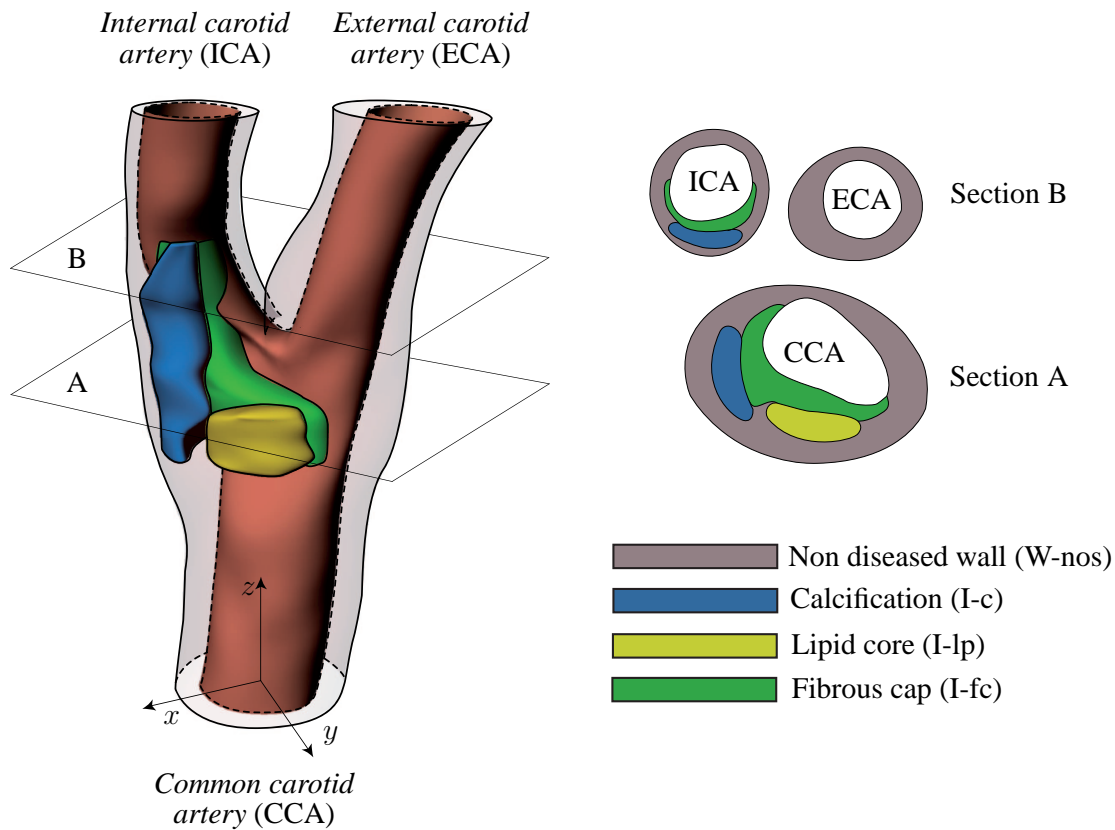 Internal carotid
artery (ICA)
External carotid
artery (ECA)
B
A
z
x
y
Common carotid
artery (CCA)
ICA
ECA
Section B
CCA
Section A
Non diseased wall (W-nos)
Calcification (I-c)
Lipid core (I-lp)
Fibrous cap (I-fc)